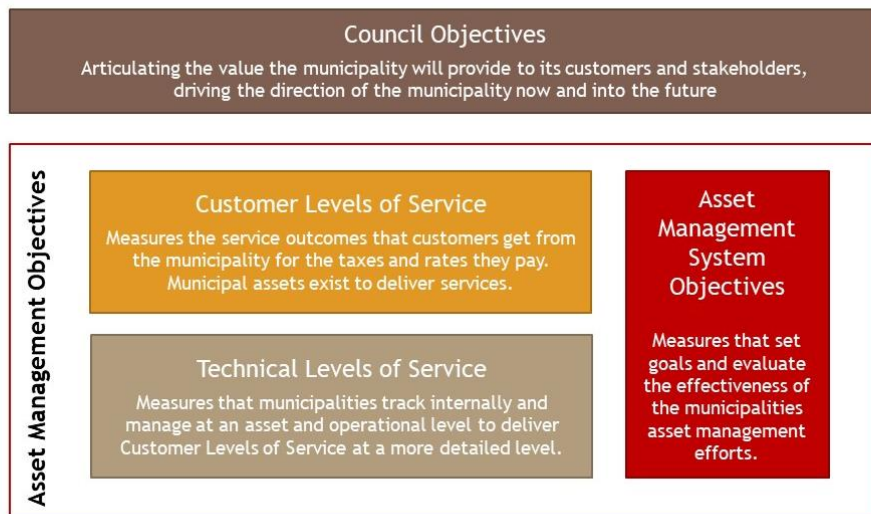 Council Objectives
Articulating the value the municipality will provide to its customers and stakeholders,
driving the direction of the municipality now and into the future
Asset Management Objectives
Customer Levels of Service
Measures the service outcomes that customers get from
the municipality for the taxes and rates they pay.
Municipal assets exist to deliver services.
Technical Levels of Service
Measures that municipalities track internally and
manage at an asset and operational level to deliver
Customer Levels of Service at a more detailed level.
Asset
Management
System
Objectives
Measures that set
goals and evaluate
the effectiveness of
the municipalities
asset management
efforts.